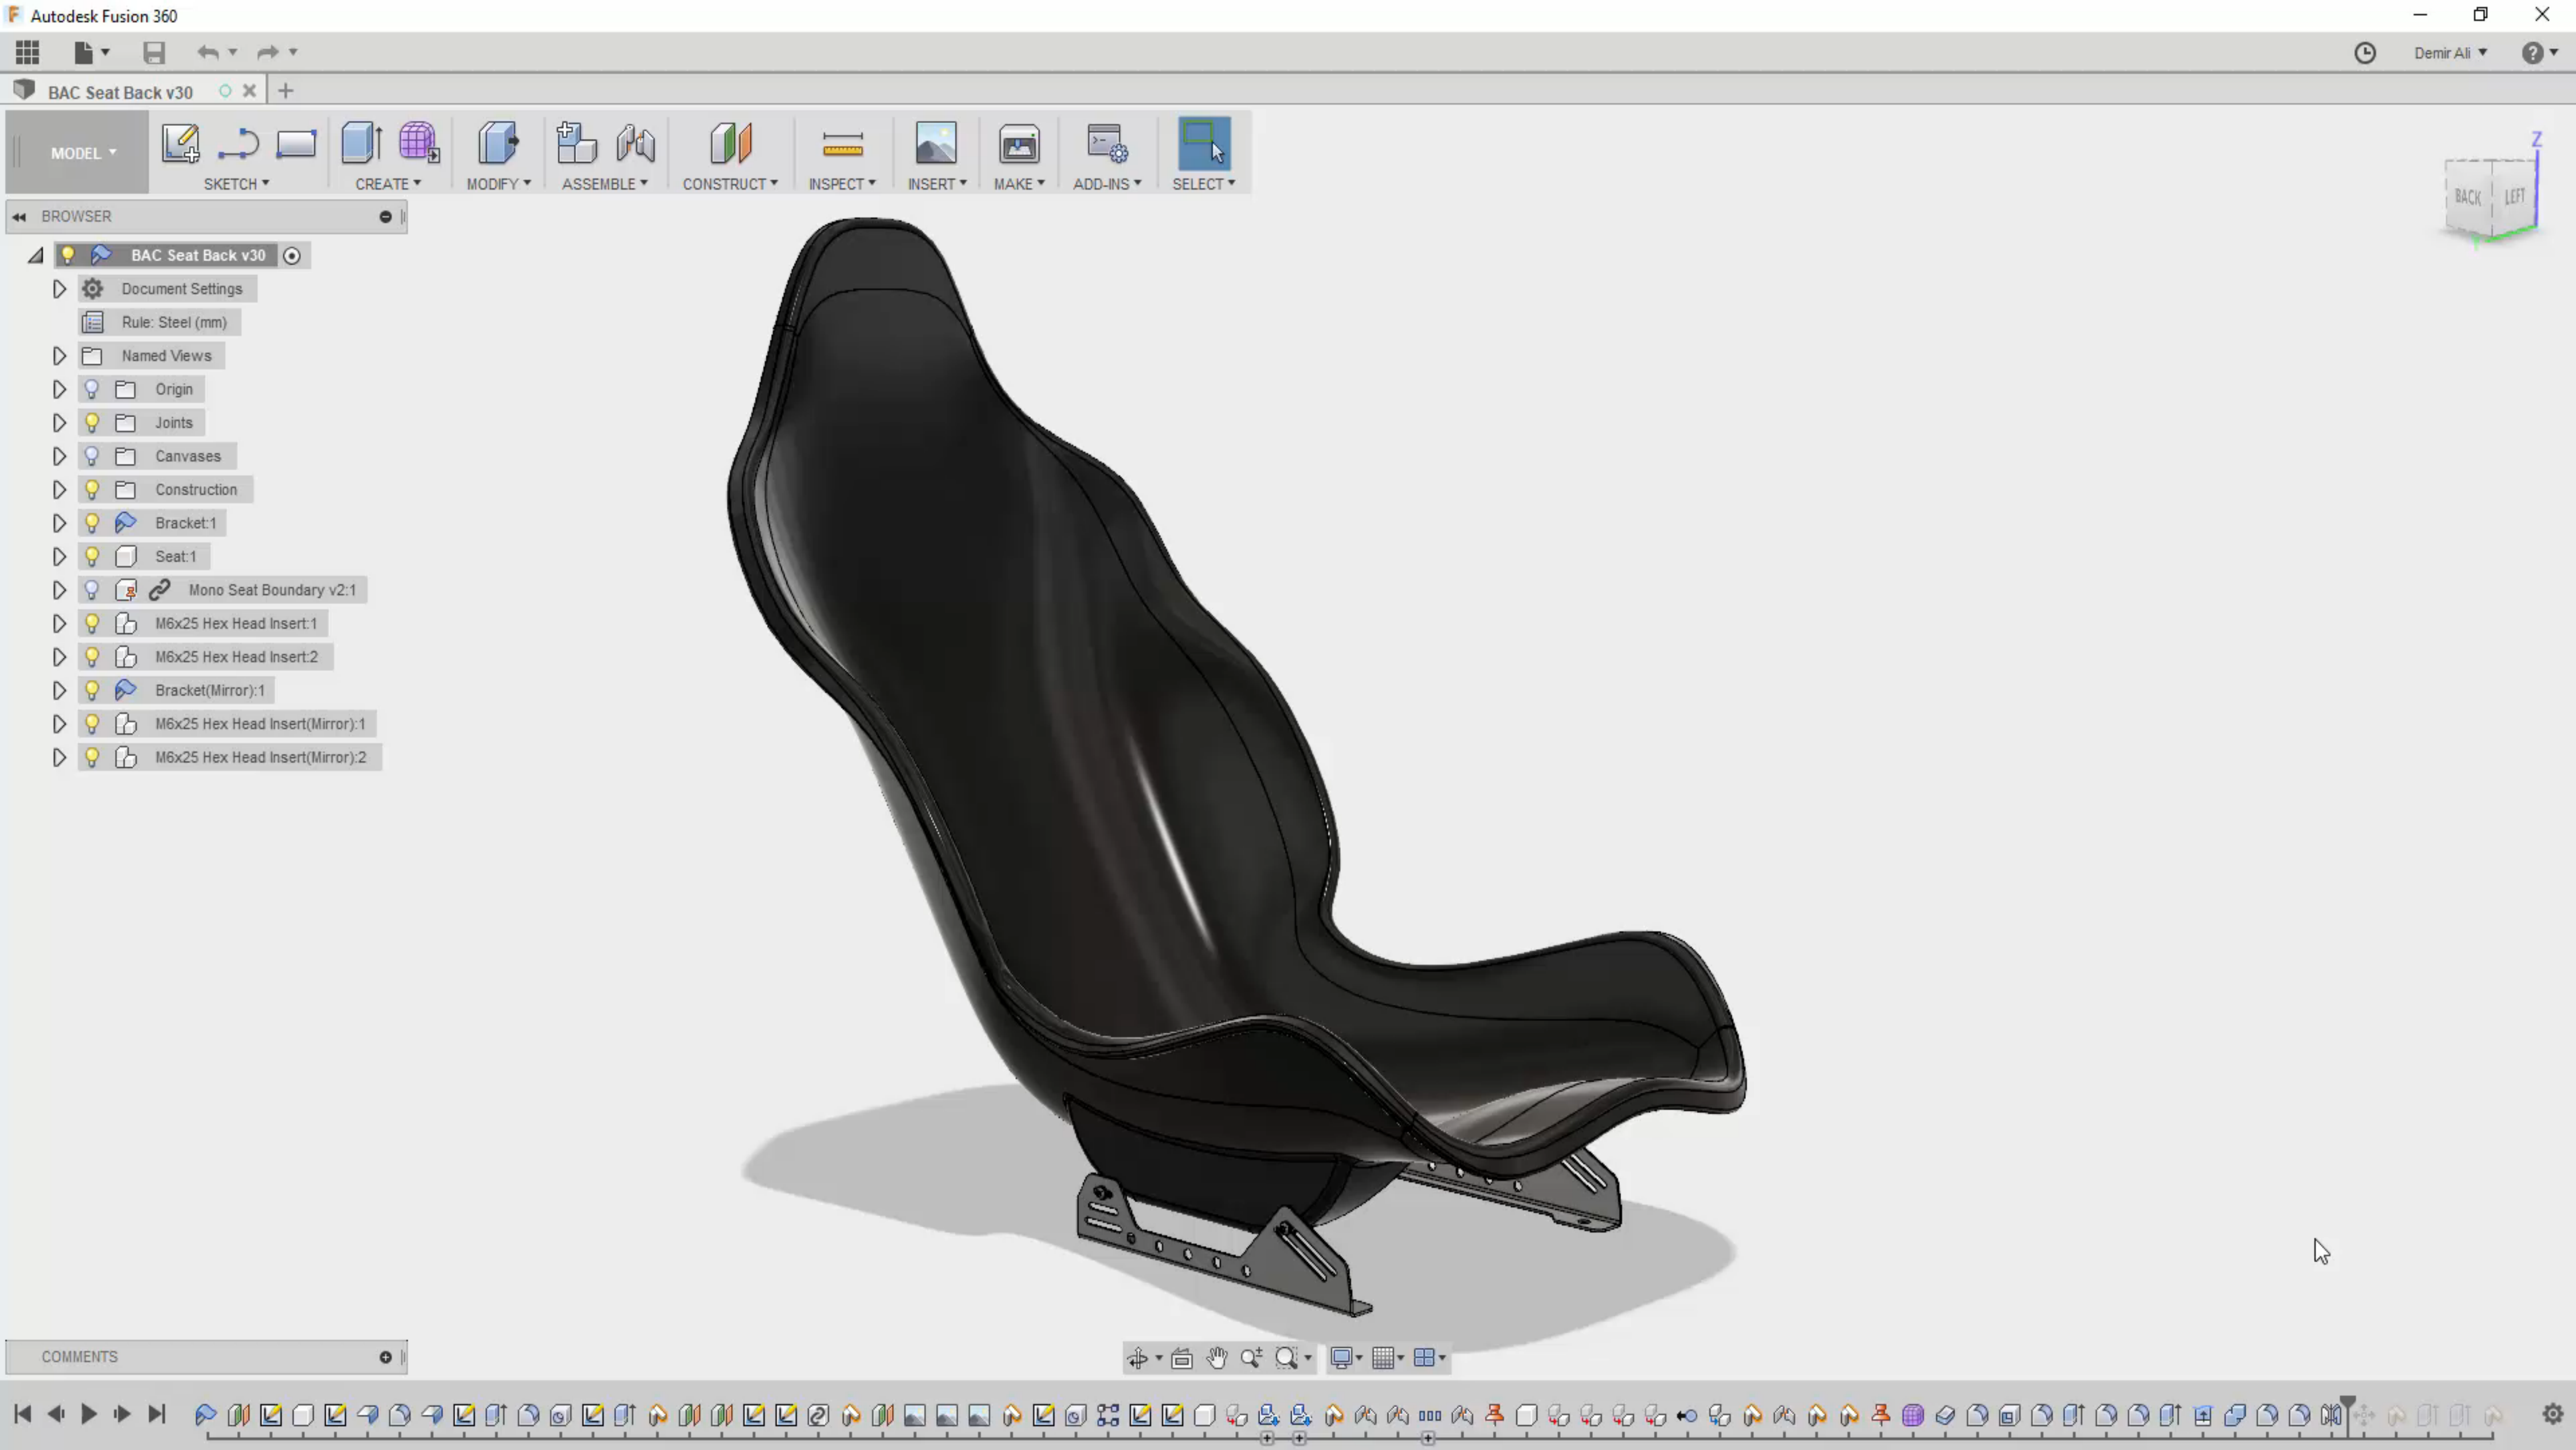 Autodesk Fusion 360
Demir Ali
BAC Seat Back v30
MODEL
SKETCH
CREATE
MODIFY
ASSEMBLE
CONSTRUCT
INSPECT
INSERT
MAKE
ADD-INS
SELECT
Z
BACK
LEFT
Y
BROWSER
BAC Seat Back v30
Document Settings
Rule: Steel (mm)
Named Views
Origin
Joints
Canvases
Construction
Bracket:1
Seat:1
Mono Seat Boundary v2:1
M6x25 Hex Head Insert:1
M6x25 Hex Head Insert:2
Bracket(Mirror):1
M6x25 Hex Head Insert(Mirror):1
M6x25 Hex Head Insert(Mirror):2
COMMENTS